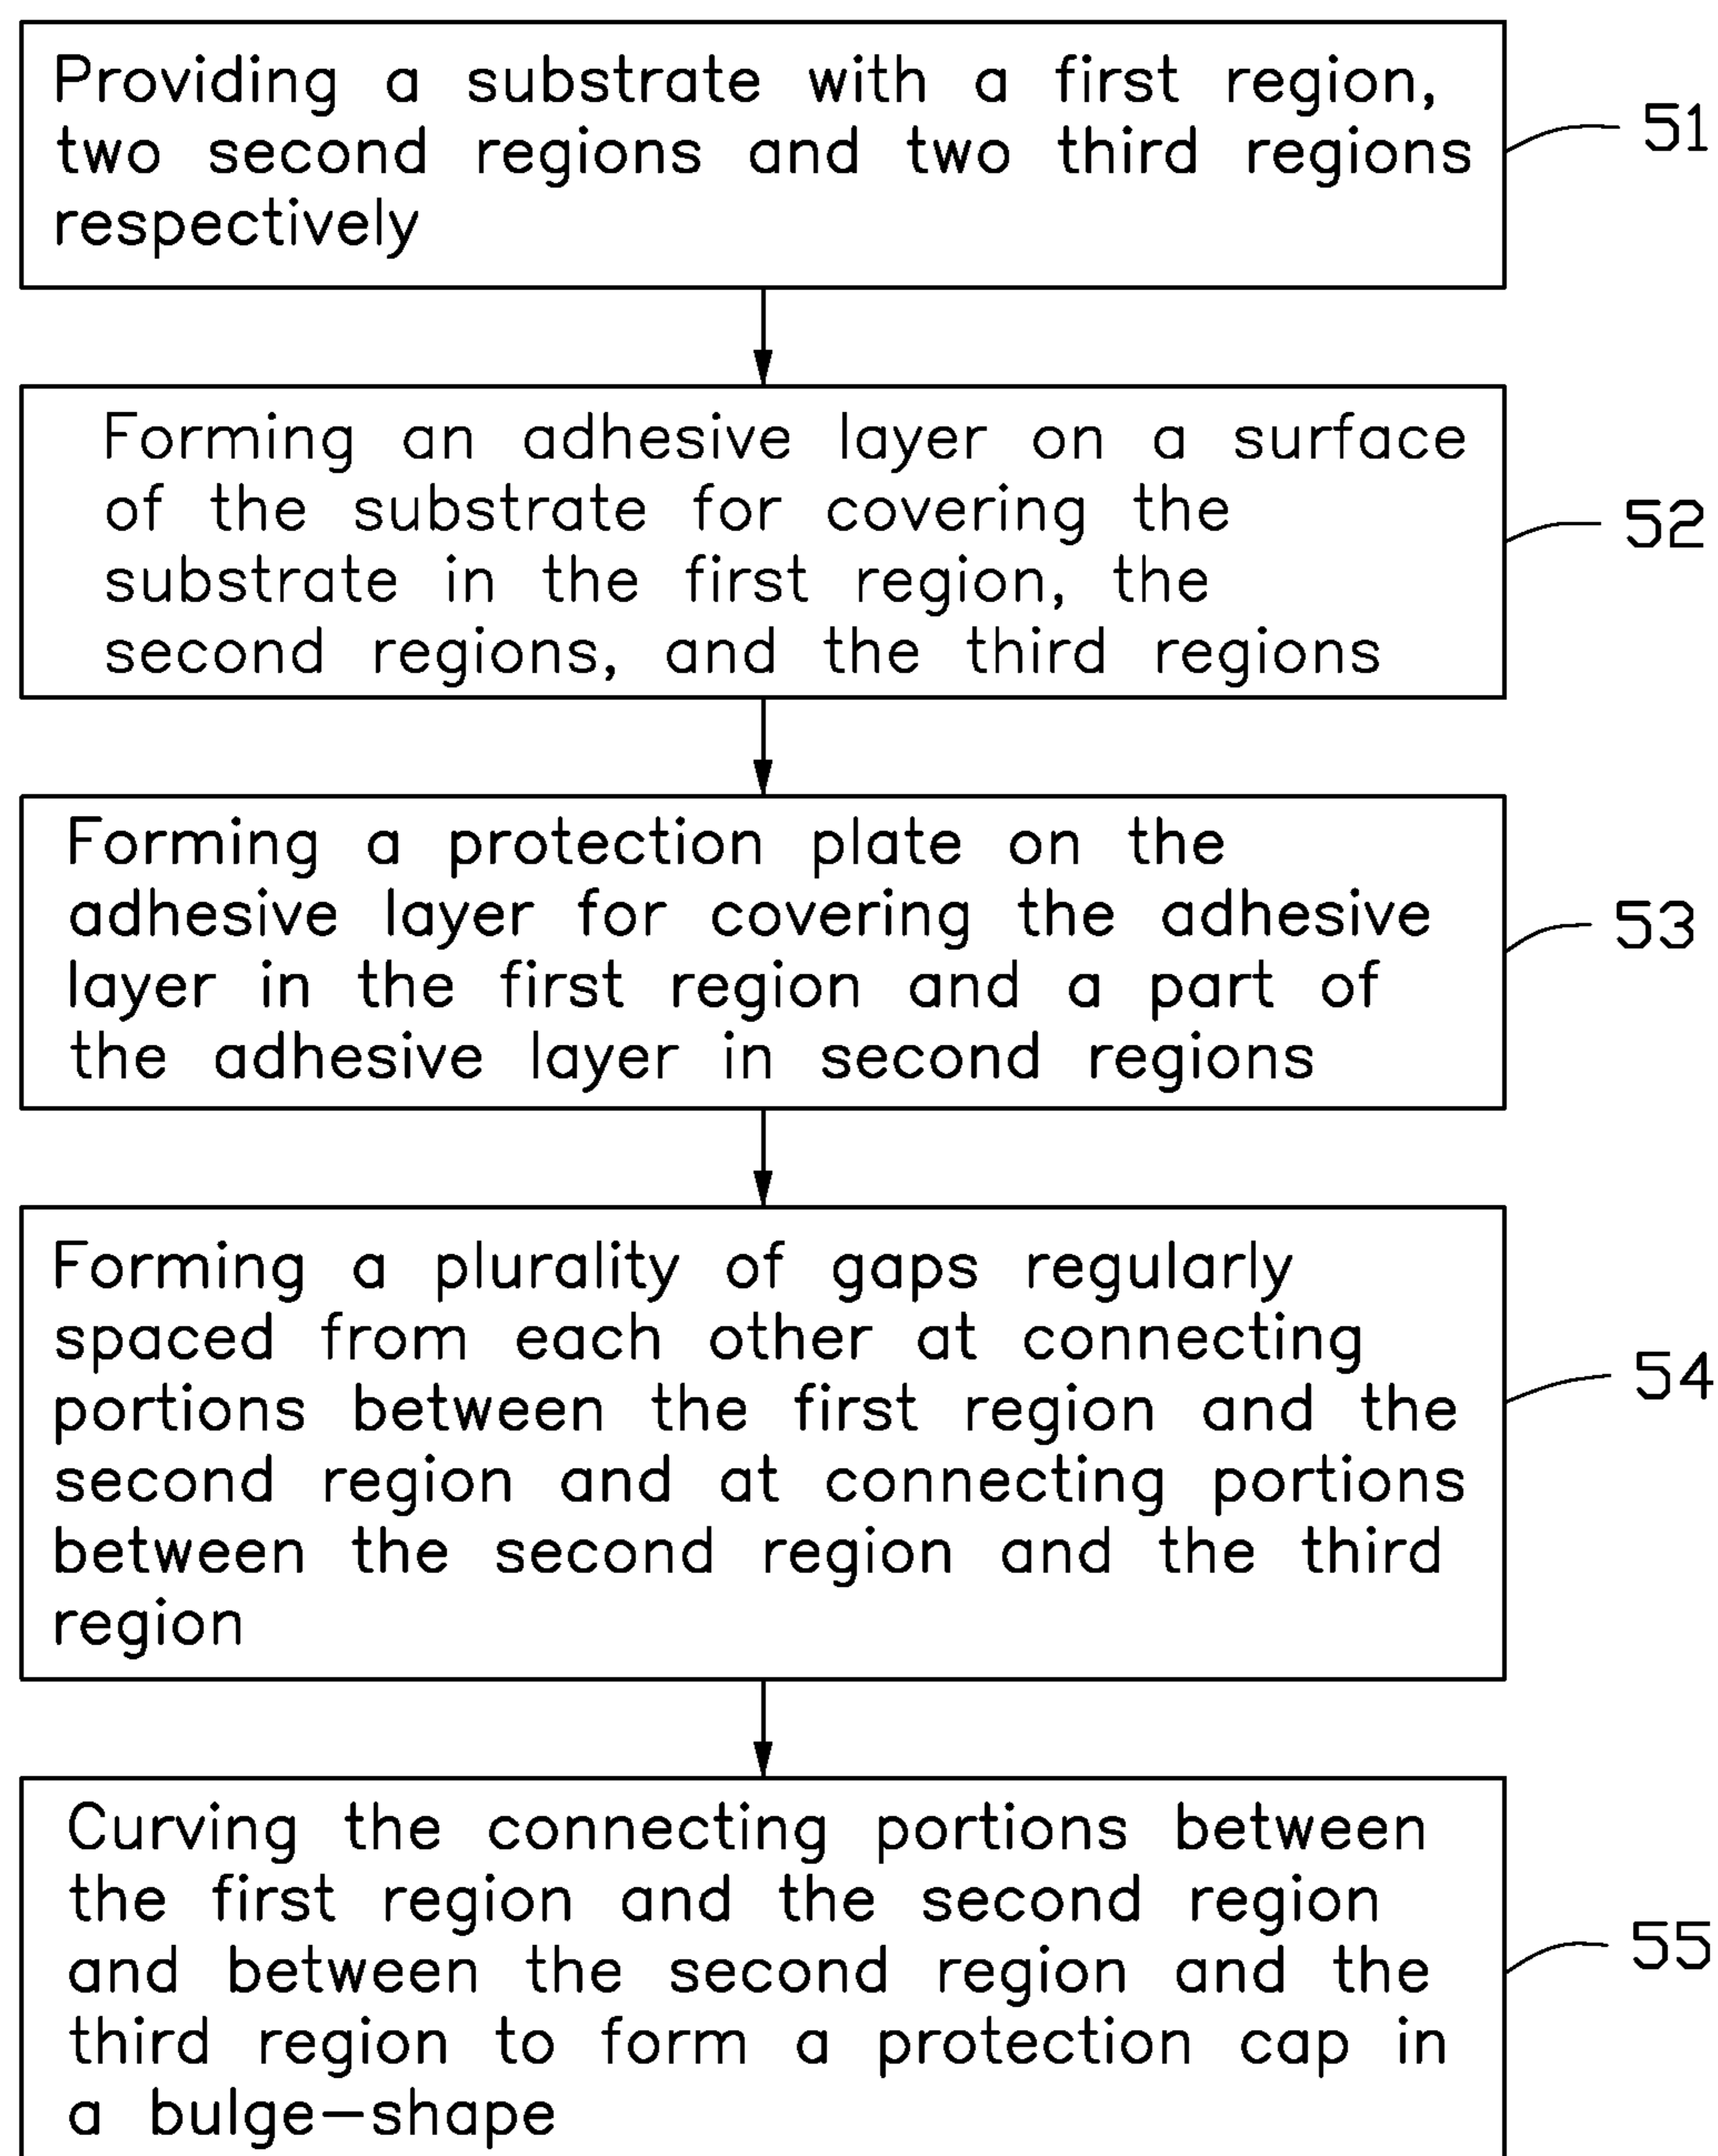 Providing a substrate with a first region,
two second regions and two third regions
respectively
51
Forming an adhesive layer on a surface
of the substrate for covering the
substrate in the first region, the
second regions, and the third regions
52
Forming a protection plate on the
adhesive layer for covering the adhesive
layer in the first region and a part of
the adhesive layer in second regions
53
Forming a plurality of gaps regularly
spaced from each other at connecting
portions between the first region and the
second region and at connecting portions
between the second region and the third
region
54
Curving the connecting portions between
the first region and the second region
and between the second region and the
third region to form a protection cap in
a bulge-shape
55